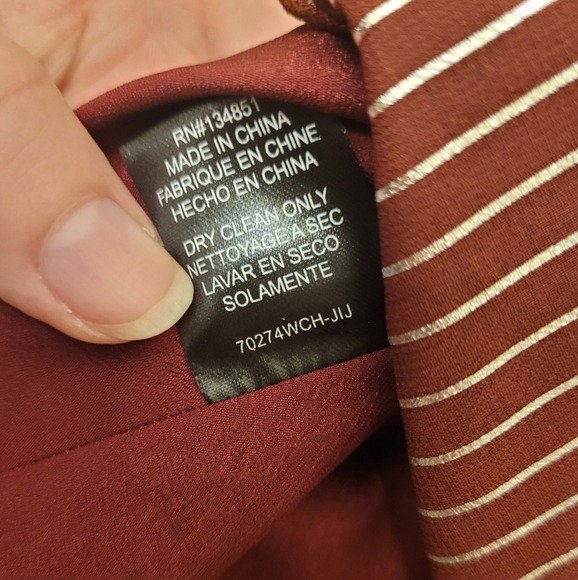 RN#134851
MADE IN CHINA
FABRIQUE EN CHINE
HECHO EN CHINA
DRY CLEAN ONLY
NETTOYAGE A SEC
LAVAR EN SECO
SOLAMENTE
70274WCH-JIJ